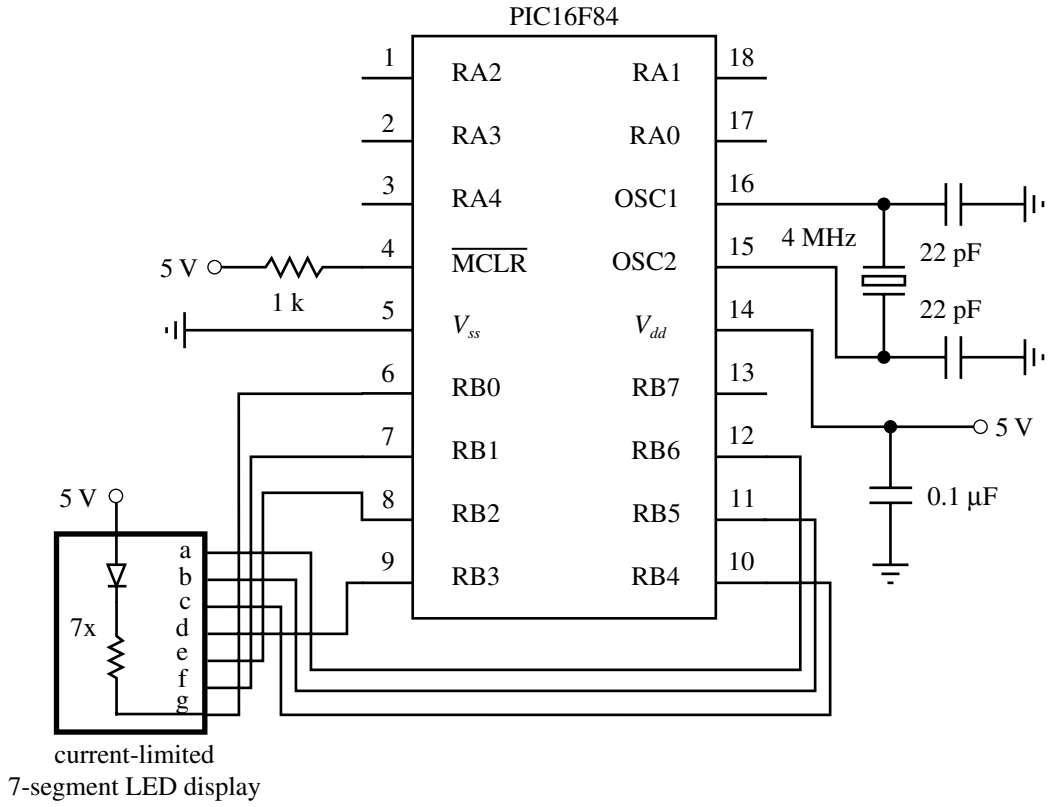 PIC16F84
1 RA2 RA1 18
2 RA3 RA0 17
3 RA4 OSC1 16
5 V 4 MCLR OSC2 15 4 MHz 22 pF
1 k
5 Vss Vdd 14 22 pF
6 RB0 RB7 13
5 V
7 RB1 RB6 12
5 V 8 RB2 RB5 11 0.1 µF
9 RB3 RB4 10
a
b
c
7x d
e
f
g
current-limited
7-segment LED display